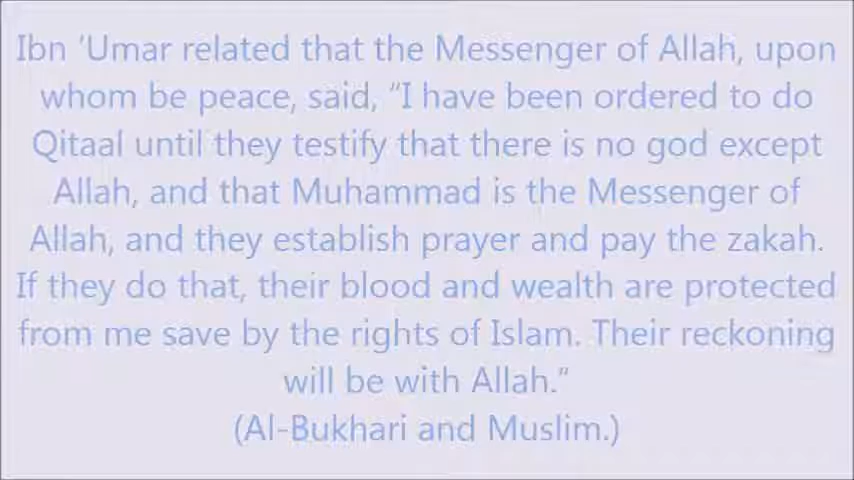 Ibn ‘Umar related that the Messenger of Allah, upon
whom be peace, said, “I have been ordered to do
Qitaal until they testify that there is no god except
Allah, and that Muhammad is the Messenger of
Allah, and they establish prayer and pay the zakah.
If they do that, their blood and wealth are protected
from me save by the rights of Islam. Their reckoning
will be with Allah.”
(Al-Bukhari and Muslim.)